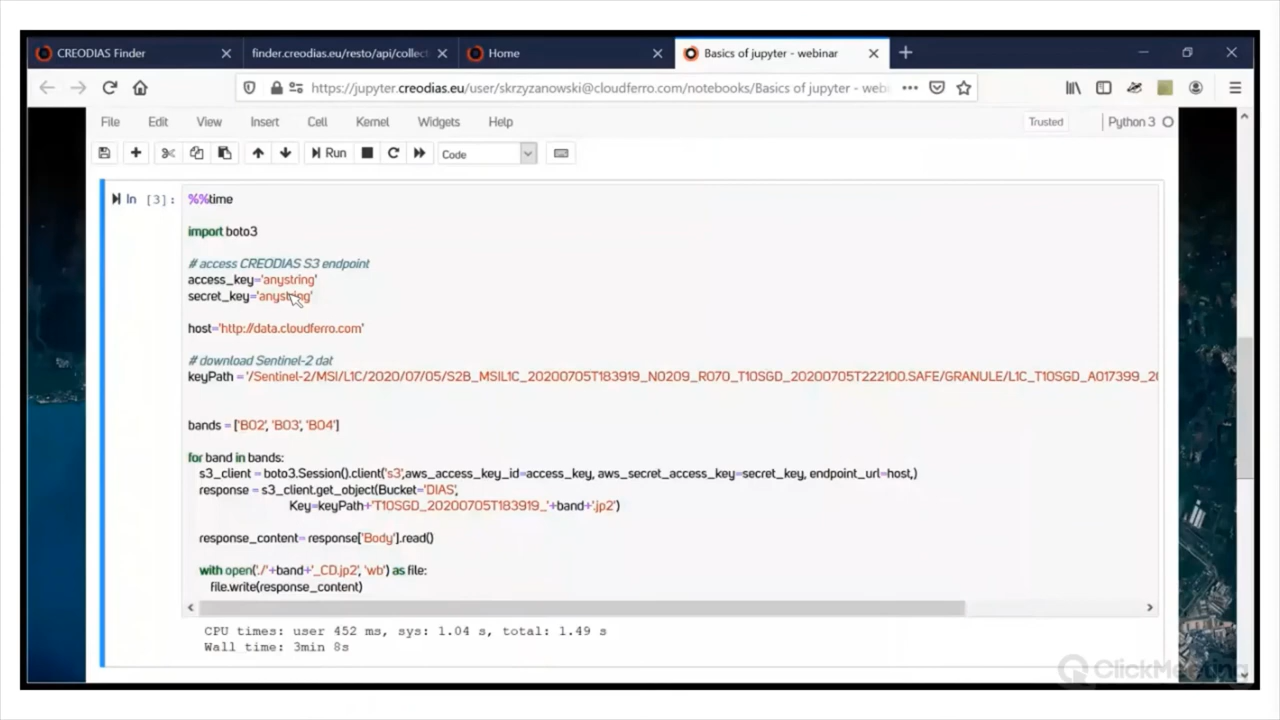 CREODIAS Finder
finder.creodias.eu/resto/api/collect
Home
Basics of jupyter - webinar
https://jupyter.creodias.eu/user/skrzyzanowski@cloudferro.com/notebooks/Basics of jupyter - web
File Edit View Insert Cell Kernel Widgets Help
Trusted
Python 3
Run
Code
In [3]:
%%time
import boto3
# access CREODIAS S3 endpoint
access_key='anystring'
secret_key='anystring'
host='http://data.cloudferro.com'
# download Sentinel-2 dat
keyPath = '/Sentinel-2/MSI/L1C/2020/07/05/S2B_MSIL1C_20200705T183919_N0209_R070_T10SGD_20200705T222100.SAFE/GRANULE/L1C_T10SGD_A017399_20
bands = ['B02', 'B03', 'B04']
for band in bands:
s3_client = boto3.Session().client('s3',aws_access_key_id=access_key, aws_secret_access_key=secret_key, endpoint_url=host,)
response = s3_client.get_object(Bucket='DIAS',
Key=keyPath+'T10SGD_20200705T183919_'+band+'.jp2')
response_content= response['Body'].read()
with open('./'+band+'_CD.jp2', 'wb') as file:
file.write(response_content)
CPU times: user 452 ms, sys: 1.04 s, total: 1.49 s
Wall time: 3min 8s
ClickMeeting